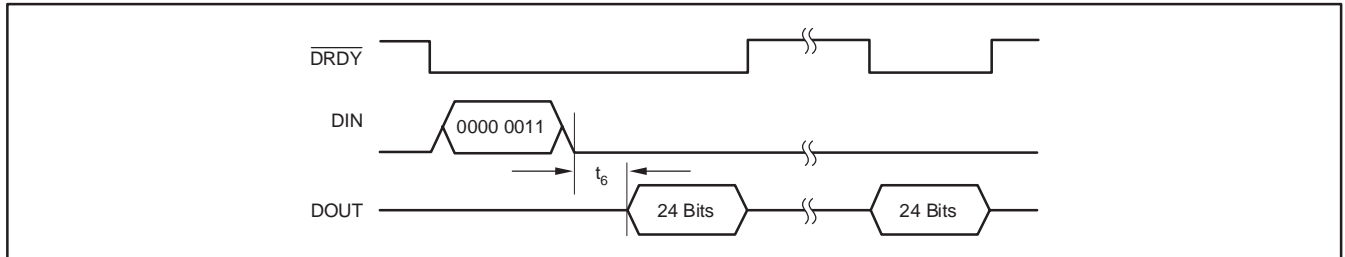 DRDY
DIN
0000 0011
t6
DOUT
24 Bits
24 Bits